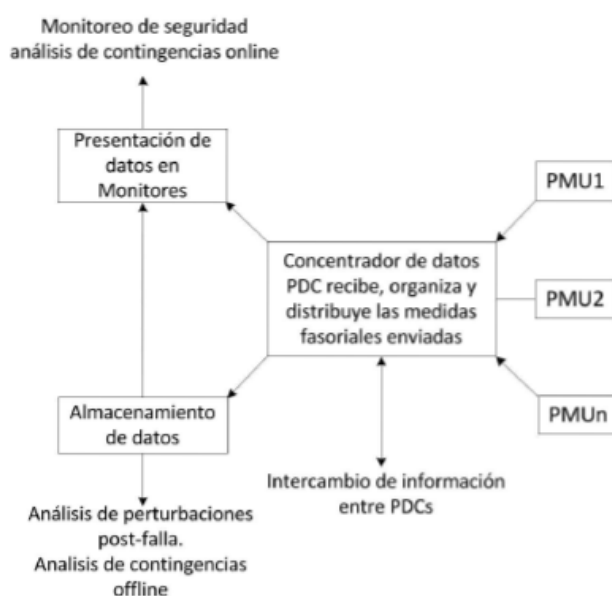 Monitoreo de seguridad
análisis de contingencias online
Presentación de
datos en
Monitores
PMU1
Concentrador de datos
PDC recibe, organiza y
distribuye las medidas
fasoriales enviadas
PMU2
PMUn
Almacenamiento
de datos
Intercambio de información
entre PDCs
Análisis de perturbaciones
post-falla.
Analisis de contingencias
offline